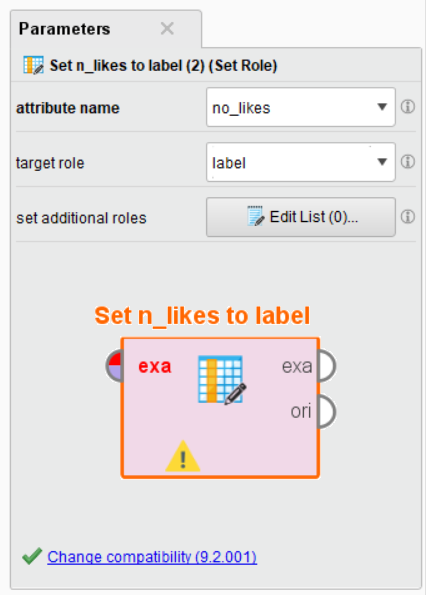 Parameters
Set n_likes to label (2) (Set Role)
attribute name no_likes
target role label
set additional roles Edit List (0)...
Set n_likes to label
exa exa
ori
Change compatibility (9.2.001)